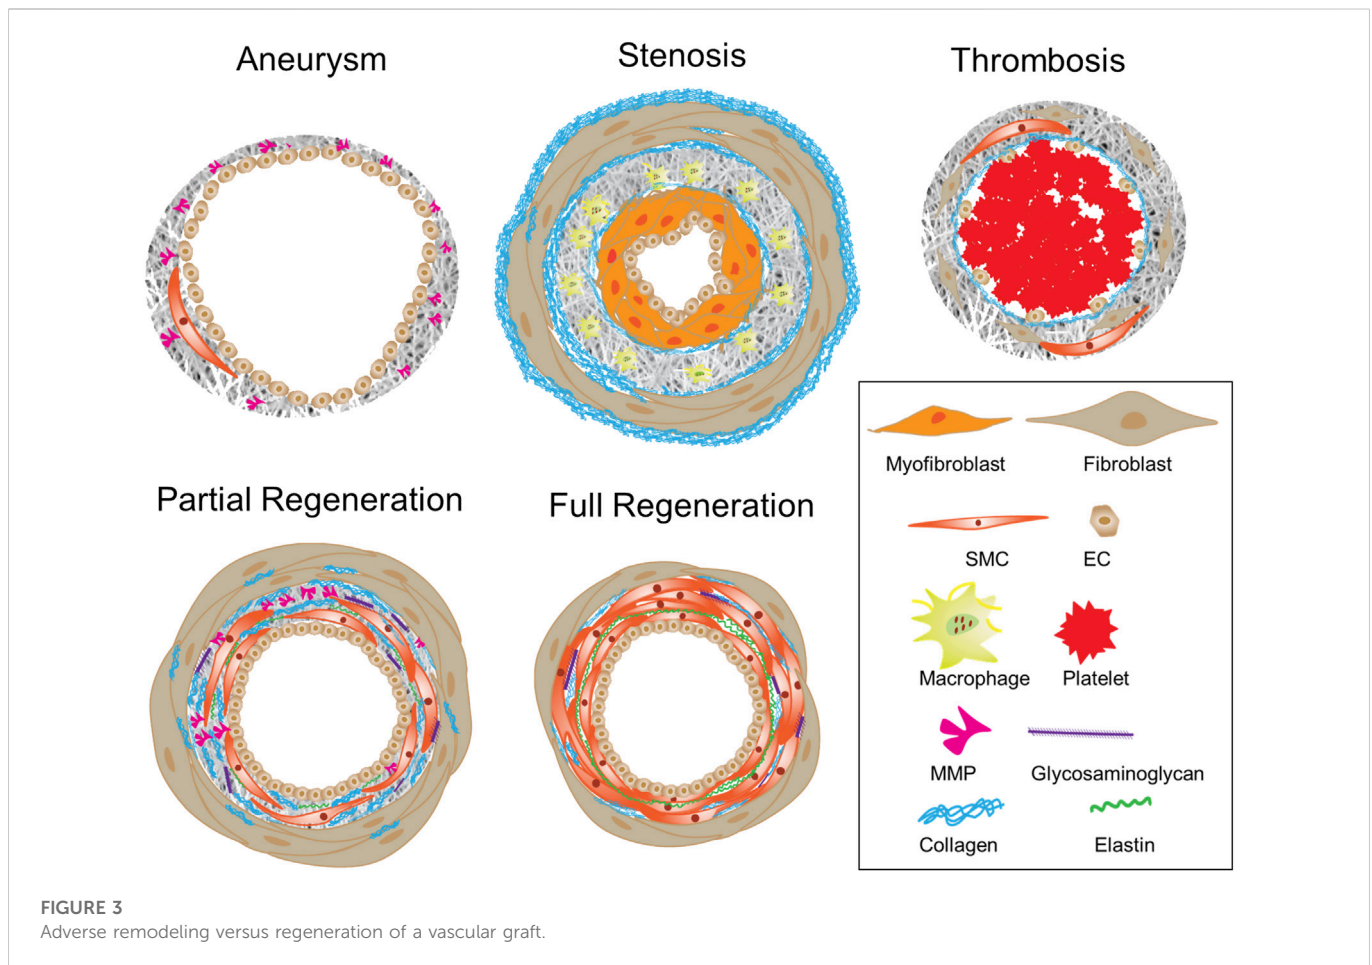 Aneurysm
Stenosis
Thrombosis
Partial Regeneration
Full Regeneration
Myofibroblast
Fibroblast
SMC
EC
Macrophage
Platelet
MMP
Glycosaminoglycan
Collagen
Elastin
FIGURE 3
Adverse remodeling versus regeneration of a vascular graft.